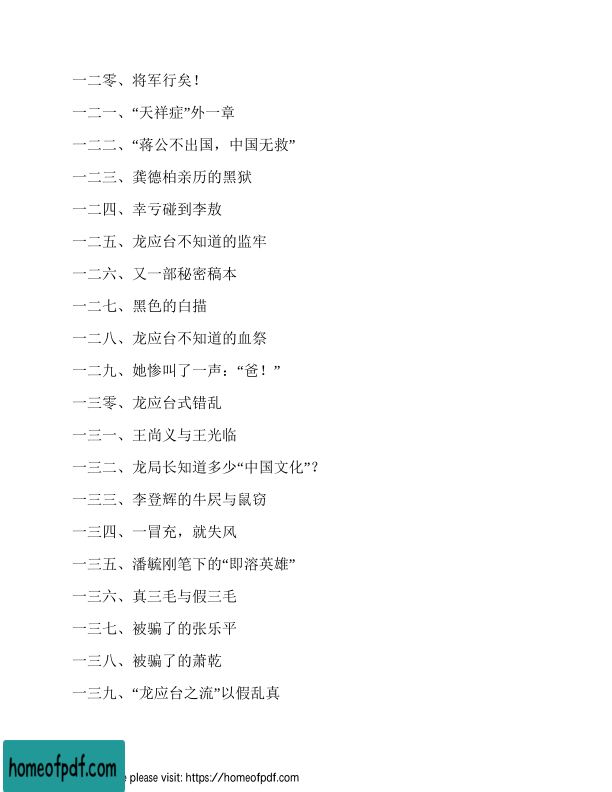 一二零、将军行矣！
一二一、“天祥症”外一章
一二二、“蒋公不出国，中国无救”
一二三、龚德柏亲历的黑狱
一二四、幸亏碰到李敖
一二五、龙应台不知道的监牢
一二六、又一部秘密稿本
一二七、黑色的白描
一二八、龙应台不知道的血祭
一二九、她惨叫了一声：“爸！”
一三零、龙应台式错乱
一三一、王尚义与王光临
一三二、龙局长知道多少“中国文化”？
一三三、李登辉的牛屄与鼠窃
一三四、一冒充，就失风
一三五、潘毓刚笔下的“即溶英雄”
一三六、真三毛与假三毛
一三七、被骗了的张乐平
一三八、被骗了的萧乾
一三九、“龙应台之流”以假乱真
homeofpdf.com
e please visit: https://homeofpdf.com